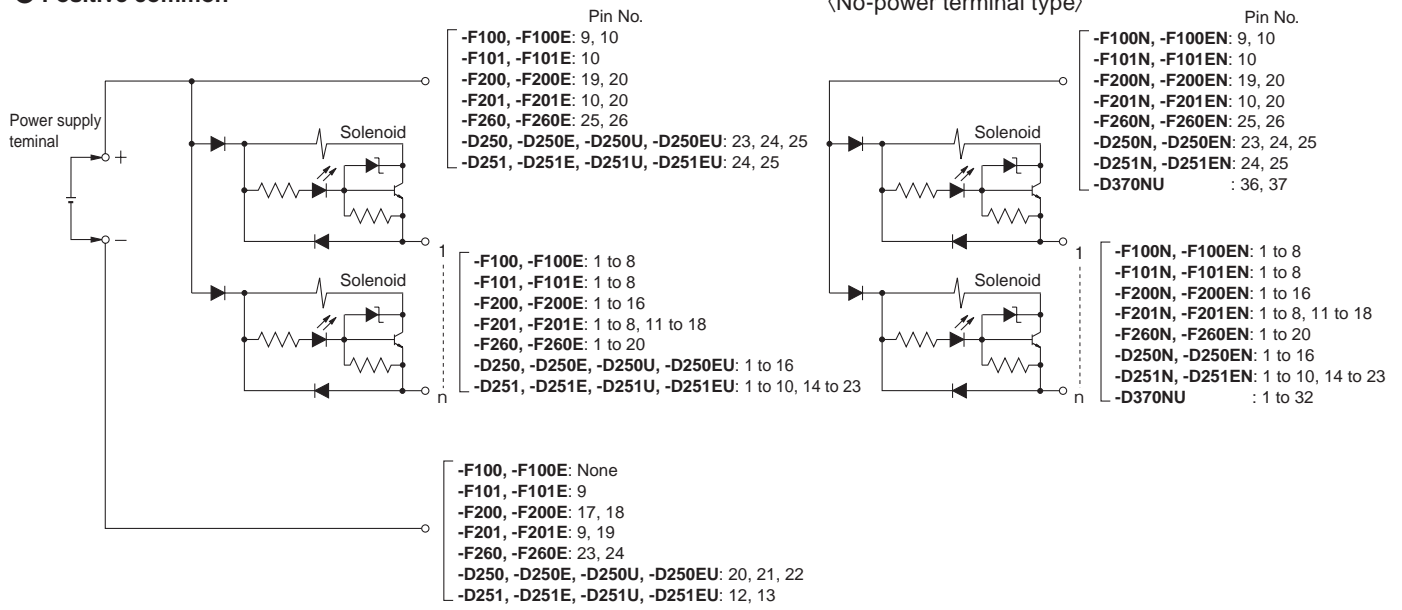 ● Positive common
〈No-power terminal type〉
Pin No.
-F100, -F100E: 9, 10
-F101, -F101E: 10
-F200, -F200E: 19, 20
-F201, -F201E: 10, 20
-F260, -F260E: 25, 26
-D250, -D250E, -D250U, -D250EU: 23, 24, 25
-D251, -D251E, -D251U, -D251EU: 24, 25
Power supply
teminal
+
−
Solenoid
1
-F100, -F100E: 1 to 8
-F101, -F101E: 1 to 8
-F200, -F200E: 1 to 16
-F201, -F201E: 1 to 8, 11 to 18
-F260, -F260E: 1 to 20
-D250, -D250E, -D250U, -D250EU: 1 to 16
-D251, -D251E, -D251U, -D251EU: 1 to 10, 14 to 23
Solenoid
n
-F100, -F100E: None
-F101, -F101E: 9
-F200, -F200E: 17, 18
-F201, -F201E: 9, 19
-F260, -F260E: 23, 24
-D250, -D250E, -D250U, -D250EU: 20, 21, 22
-D251, -D251E, -D251U, -D251EU: 12, 13
Pin No.
-F100N, -F100EN: 9, 10
-F101N, -F101EN: 10
-F200N, -F200EN: 19, 20
-F201N, -F201EN: 10, 20
-F260N, -F260EN: 25, 26
-D250N, -D250EN: 23, 24, 25
-D251N, -D251EN: 24, 25
-D370NU : 36, 37
Solenoid
1
-F100N, -F100EN: 1 to 8
-F101N, -F101EN: 1 to 8
-F200N, -F200EN: 1 to 16
-F201N, -F201EN: 1 to 8, 11 to 18
-F260N, -F260EN: 1 to 20
-D250N, -D250EN: 1 to 16
-D251N, -D251EN: 1 to 10, 14 to 23
-D370NU : 1 to 32
Solenoid
n